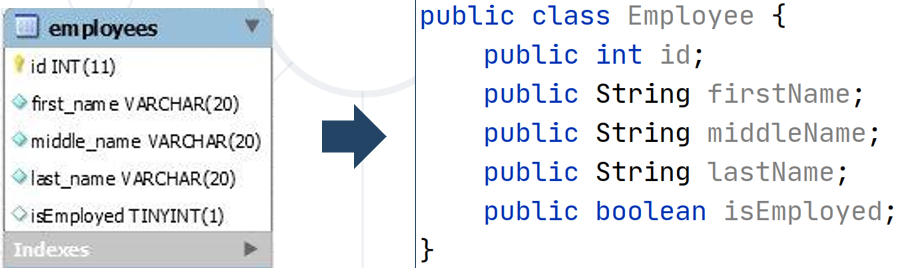 employees
id INT(11)
first_name VARCHAR(20)
middle_name VARCHAR(20)
last_name VARCHAR(20)
isEmployed TINYINT(1)
Indexes
public class Employee {
public int id;
public String firstName;
public String middleName;
public String lastName;
public boolean isEmployed;
}